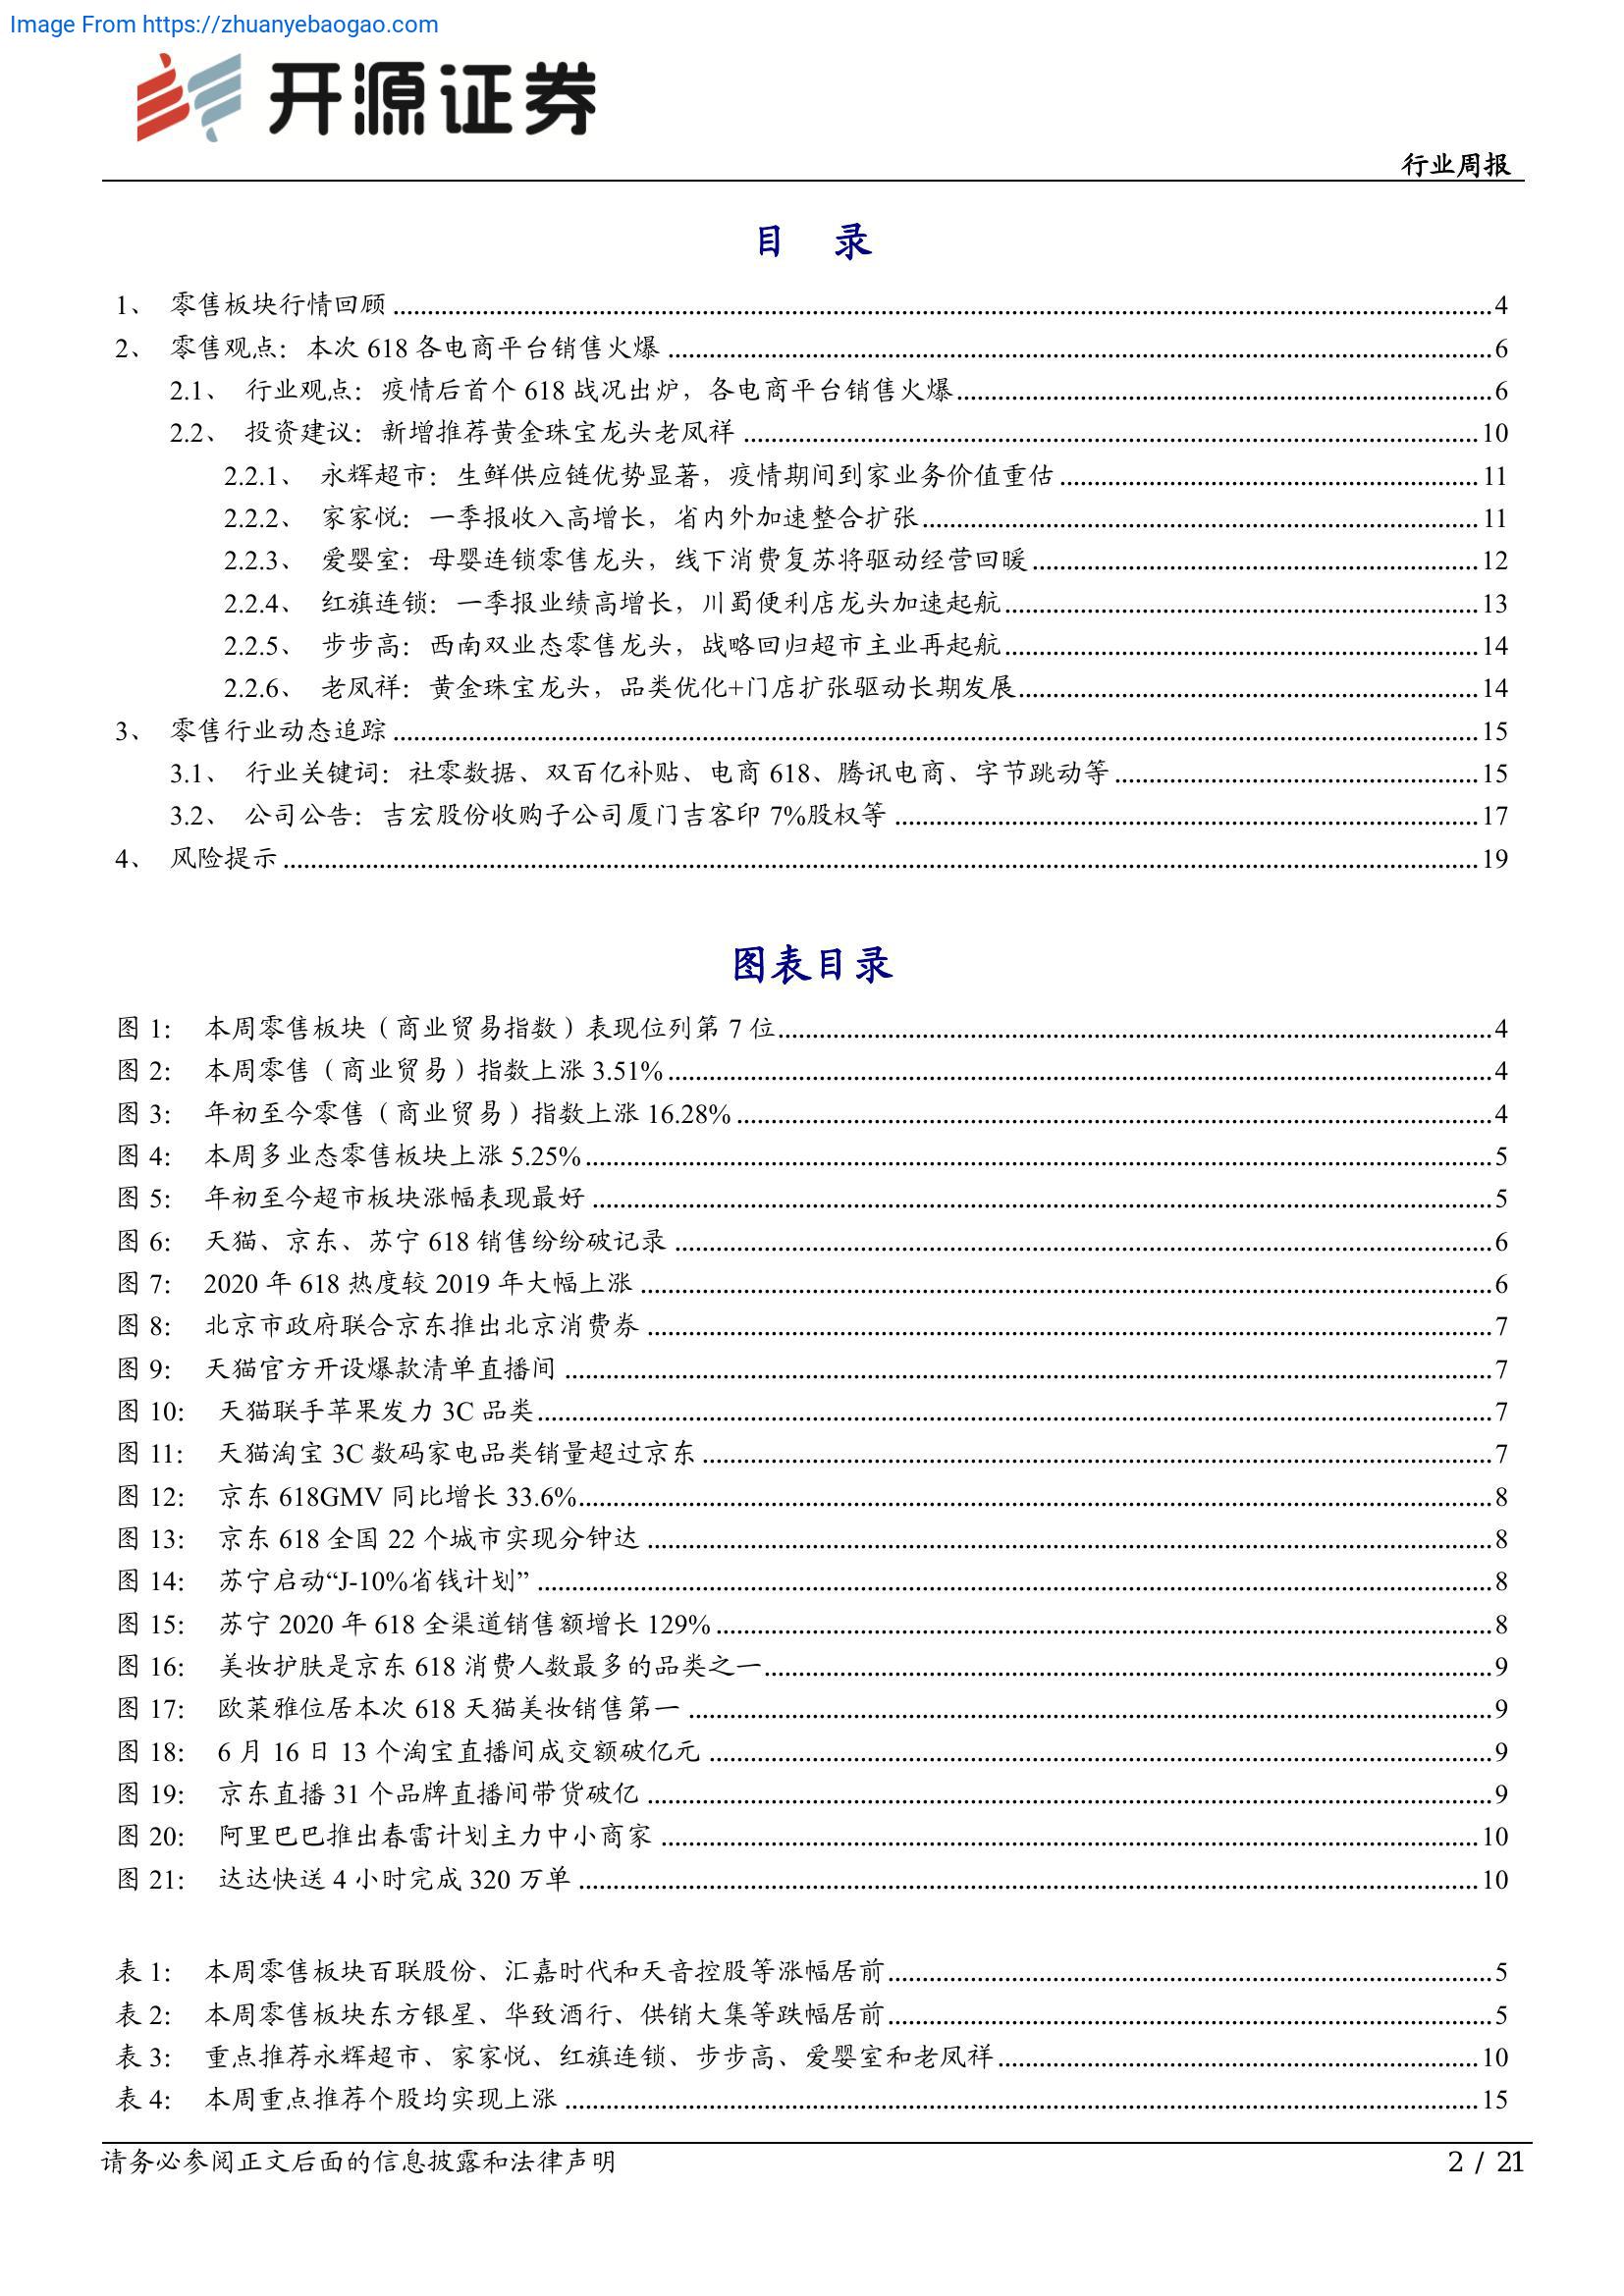 Image From https://zhuanyebaogao.com
开源证券
行业周报
目 录
1、 零售板块行情回顾 4
2、 零售观点：本次 618 各电商平台销售火爆 6
2.1、 行业观点：疫情后首个 618 战况出炉，各电商平台销售火爆 6
2.2、 投资建议：新增推荐黄金珠宝龙头老凤祥 10
2.2.1、 永辉超市：生鲜供应链优势显著，疫情期间到家业务价值重估 11
2.2.2、 家家悦：一季报收入高增长，省内外加速整合扩张 11
2.2.3、 爱婴室：母婴连锁零售龙头，线下消费复苏将驱动经营回暖 12
2.2.4、 红旗连锁：一季报业绩高增长，川蜀便利店龙头加速起航 13
2.2.5、 步步高：西南双业态零售龙头，战略回归超市主业再起航 14
2.2.6、 老凤祥：黄金珠宝龙头，品类优化+门店扩张驱动长期发展 14
3、 零售行业动态追踪 15
3.1、 行业关键词：社零数据、双百亿补贴、电商 618、腾讯电商、字节跳动等 15
3.2、 公司公告：吉宏股份收购子公司厦门吉客印 7%股权等 17
4、 风险提示 19
图表目录
图 1： 本周零售板块（商业贸易指数）表现位列第 7 位 4
图 2： 本周零售（商业贸易）指数上涨 3.51% 4
图 3： 年初至今零售（商业贸易）指数上涨 16.28% 4
图 4： 本周多业态零售板块上涨 5.25% 5
图 5： 年初至今超市板块涨幅表现最好 5
图 6： 天猫、京东、苏宁 618 销售纷纷破记录 6
图 7： 2020 年 618 热度较 2019 年大幅上涨 6
图 8： 北京市政府联合京东推出北京消费券 7
图 9： 天猫官方开设爆款清单直播间 7
图 10： 天猫联手苹果发力 3C 品类 7
图 11： 天猫淘宝 3C 数码家电品类销量超过京东 7
图 12： 京东 618GMV 同比增长 33.6% 8
图 13： 京东 618 全国 22 个城市实现分钟达 8
图 14： 苏宁启动“J-10%省钱计划” 8
图 15： 苏宁 2020 年 618 全渠道销售额增长 129% 8
图 16： 美妆护肤是京东 618 消费人数最多的品类之一 9
图 17： 欧莱雅位居本次 618 天猫美妆销售第一 9
图 18： 6 月 16 日 13 个淘宝直播间成交额破亿元 9
图 19： 京东直播 31 个品牌直播间带货破亿 9
图 20： 阿里巴巴推出春雷计划主力中小商家 10
图 21： 达达快送 4 小时完成 320 万单 10
表 1： 本周零售板块百联股份、汇嘉时代和天音控股等涨幅居前 5
表 2： 本周零售板块东方银星、华致酒行、供销大集等跌幅居前 5
表 3： 重点推荐永辉超市、家家悦、红旗连锁、步步高、爱婴室和老凤祥 10
表 4： 本周重点推荐个股均实现上涨 15
请务必参阅正文后面的信息披露和法律声明
2 / 21